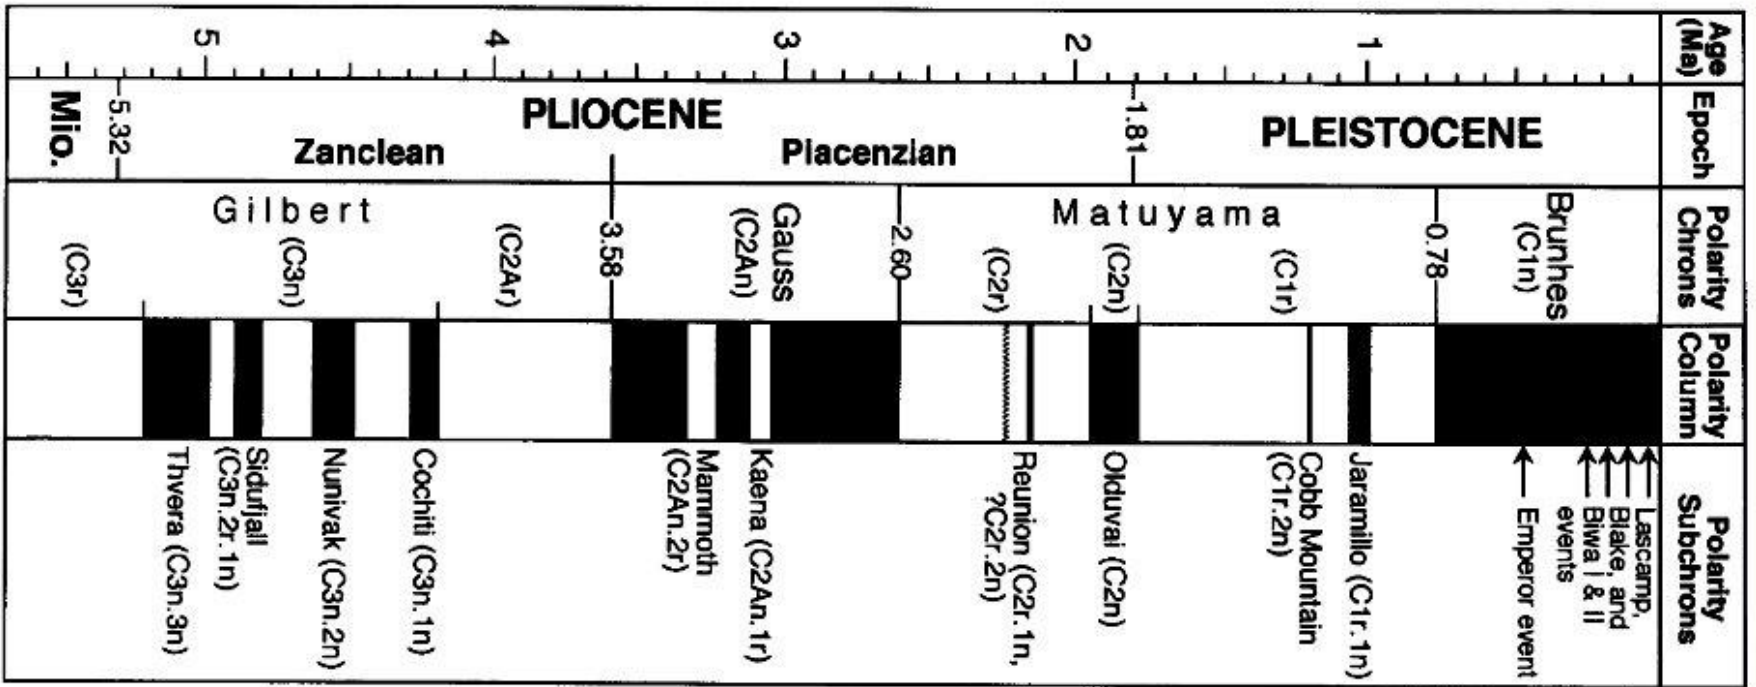 Age
(Ma)
1
2
3
4
5
Epoch
PLEISTOCENE
1.81
PLIOCENE
Piacenzian
Zanclean
5.32
Mio.
Polarity
Chrons
Brunhes
(C1n)
0.78
Matuyama
(C1r)
(C2n)
(C2r)
2.60
Gauss
(C2An)
3.58
Gilbert
(C2Ar)
(C3n)
(C3r)
Polarity
Column
Polarity
Subchrons
Lascamp,
Blake, and
Biwa I & II
events
Emperor event
Jaramillo (C1r.1n)
Cobb Mountain
(C1r.2n)
Olduvai (C2n)
Reunion (C2r.1n,
?C2r.2n)
Kaena (C2An.1r)
Mammoth
(C2An.2r)
Cochiti (C3n.1n)
Nunivak (C3n.2n)
Sidufjall
(C3n.2r.1n)
Thvera (C3n.3n)